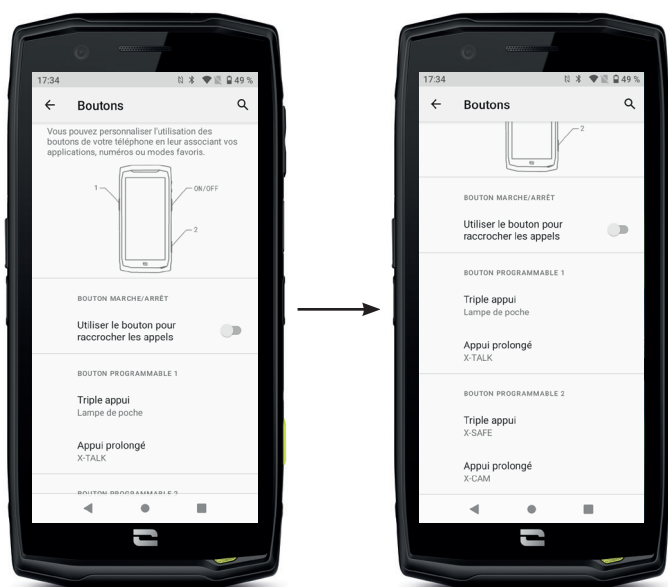 17:34
49 %
Boutons
Vous pouvez personnaliser l'utilisation des
boutons de votre téléphone en leur associant vos
applications, numéros ou modes favoris.
1
ON/OFF
2
BOUTON MARCHE/ARRÊT
Utiliser le bouton pour
raccrocher les appels
BOUTON PROGRAMMABLE 1
Triple appui
Lampe de poche
Appui prolongé
X-TALK
BOUTON PROGRAMMABLE 2
17:34
49 %
Boutons
2
BOUTON MARCHE/ARRÊT
Utiliser le bouton pour
raccrocher les appels
BOUTON PROGRAMMABLE 1
Triple appui
Lampe de poche
Appui prolongé
X-TALK
BOUTON PROGRAMMABLE 2
Triple appui
X-SAFE
Appui prolongé
X-CAM